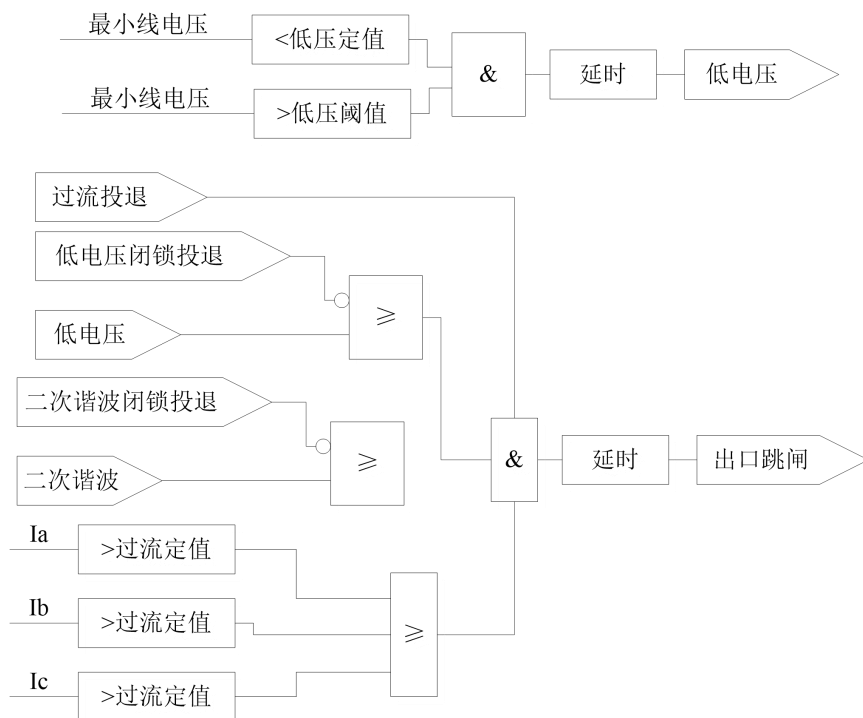 最小线电压
<低压定值
最小线电压
>低压阈值
&
延时
低电压
过流投退
低电压闭锁投退
低电压
≥
二次谐波闭锁投退
二次谐波
≥
&
延时
出口跳闸
Ia
>过流定值
Ib
>过流定值
Ic
>过流定值
≥